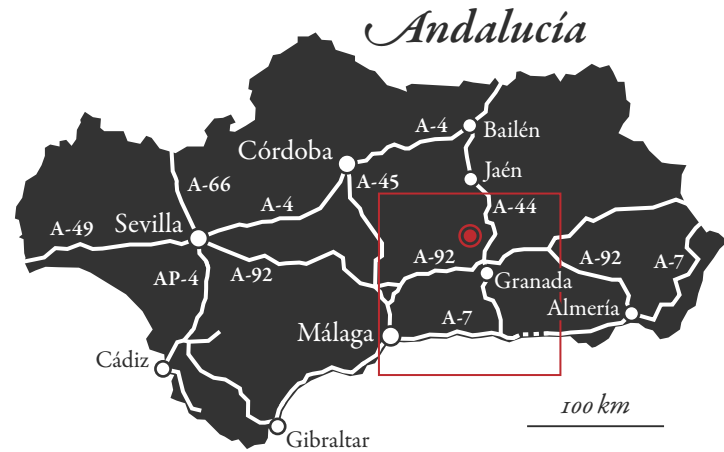 Andalucía
A-4
Bailén
Córdoba
Jaén
A-66
A-45
A-4
A-44
A-49
Sevilla
A-92
A-92
A-7
AP-4
A-92
Granada
Almería
Málaga
A-7
Cádiz
100 km
Gibraltar